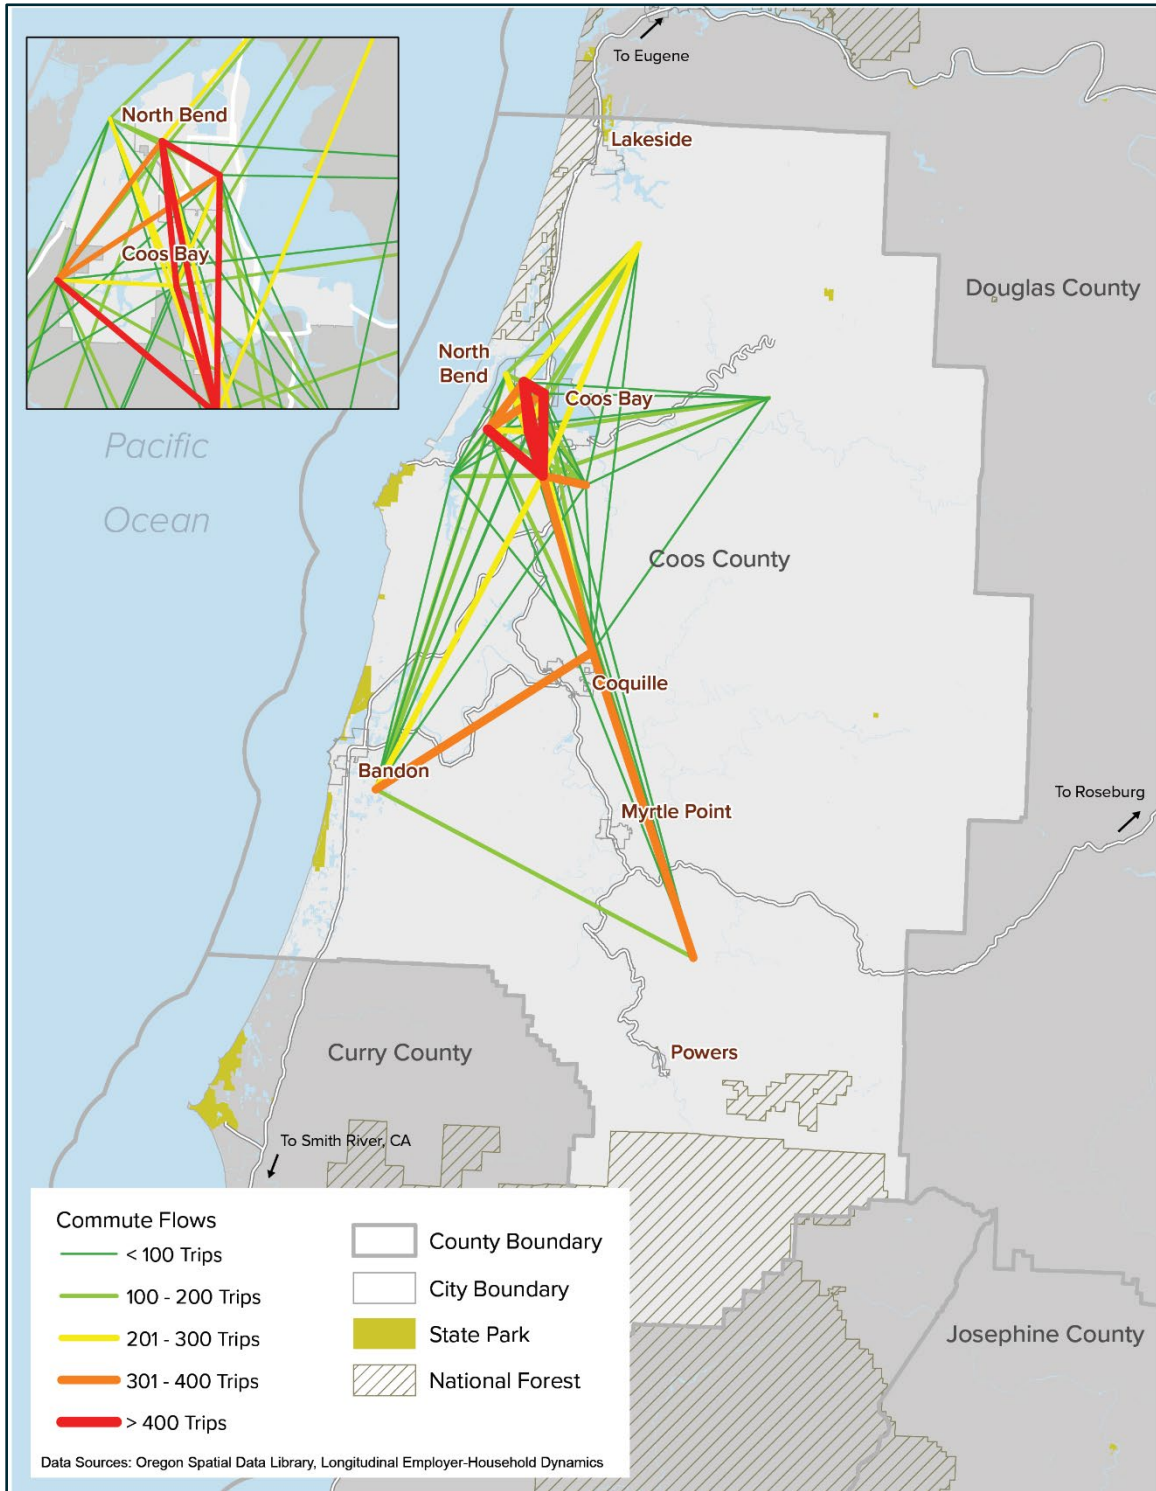 To Eugene
North Bend
Coos Bay
Lakeside
Douglas County
North
Bend
Coos Bay
Pacific
Ocean
Coos County
Coquille
Bandon
To Roseburg
Myrtle Point
Curry County
Powers
To Smith River, CA
Commute Flows
< 100 Trips
100 - 200 Trips
201 - 300 Trips
301 - 400 Trips
> 400 Trips
County Boundary
City Boundary
State Park
National Forest
Josephine County
Data Sources: Oregon Spatial Data Library, Longitudinal Employer-Household Dynamics